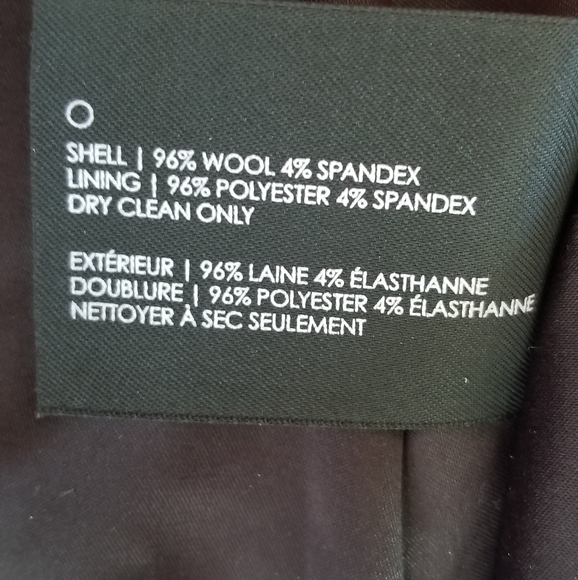 SHELL | 96% WOOL 4% SPANDEX
LINING | 96% POLYESTER 4% SPANDEX
DRY CLEAN ONLY
EXTÉRIEUR | 96% LAINE 4% ÉLASTHANNE
DOUBLURE | 96% POLYESTER 4% ÉLASTHANNE
NETTOYER À SEC SEULEMENT